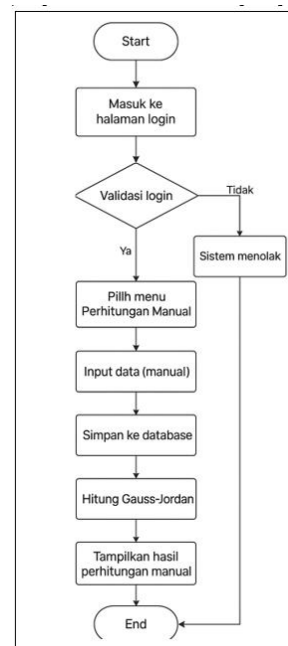 Start
Masuk ke
halaman login
Validasi login
Tidak
Ya
Sistem menolak
Pillh menu
Perhitungan Manual
Input data (manual)
Simpan ke database
Hitung Gauss-Jordan
Tampilkan hasil
perhitungan manual
End